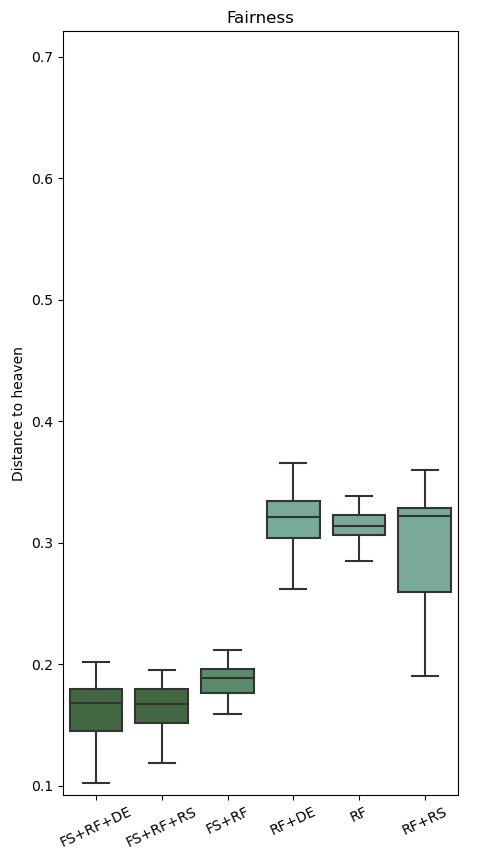 Fairness
Distance to heaven
0.7
0.6
0.5
0.4
0.3
0.2
0.1
FS+RF+DE
FS+RF+RS
FS+RF
RF+DE
RF
RF+RS